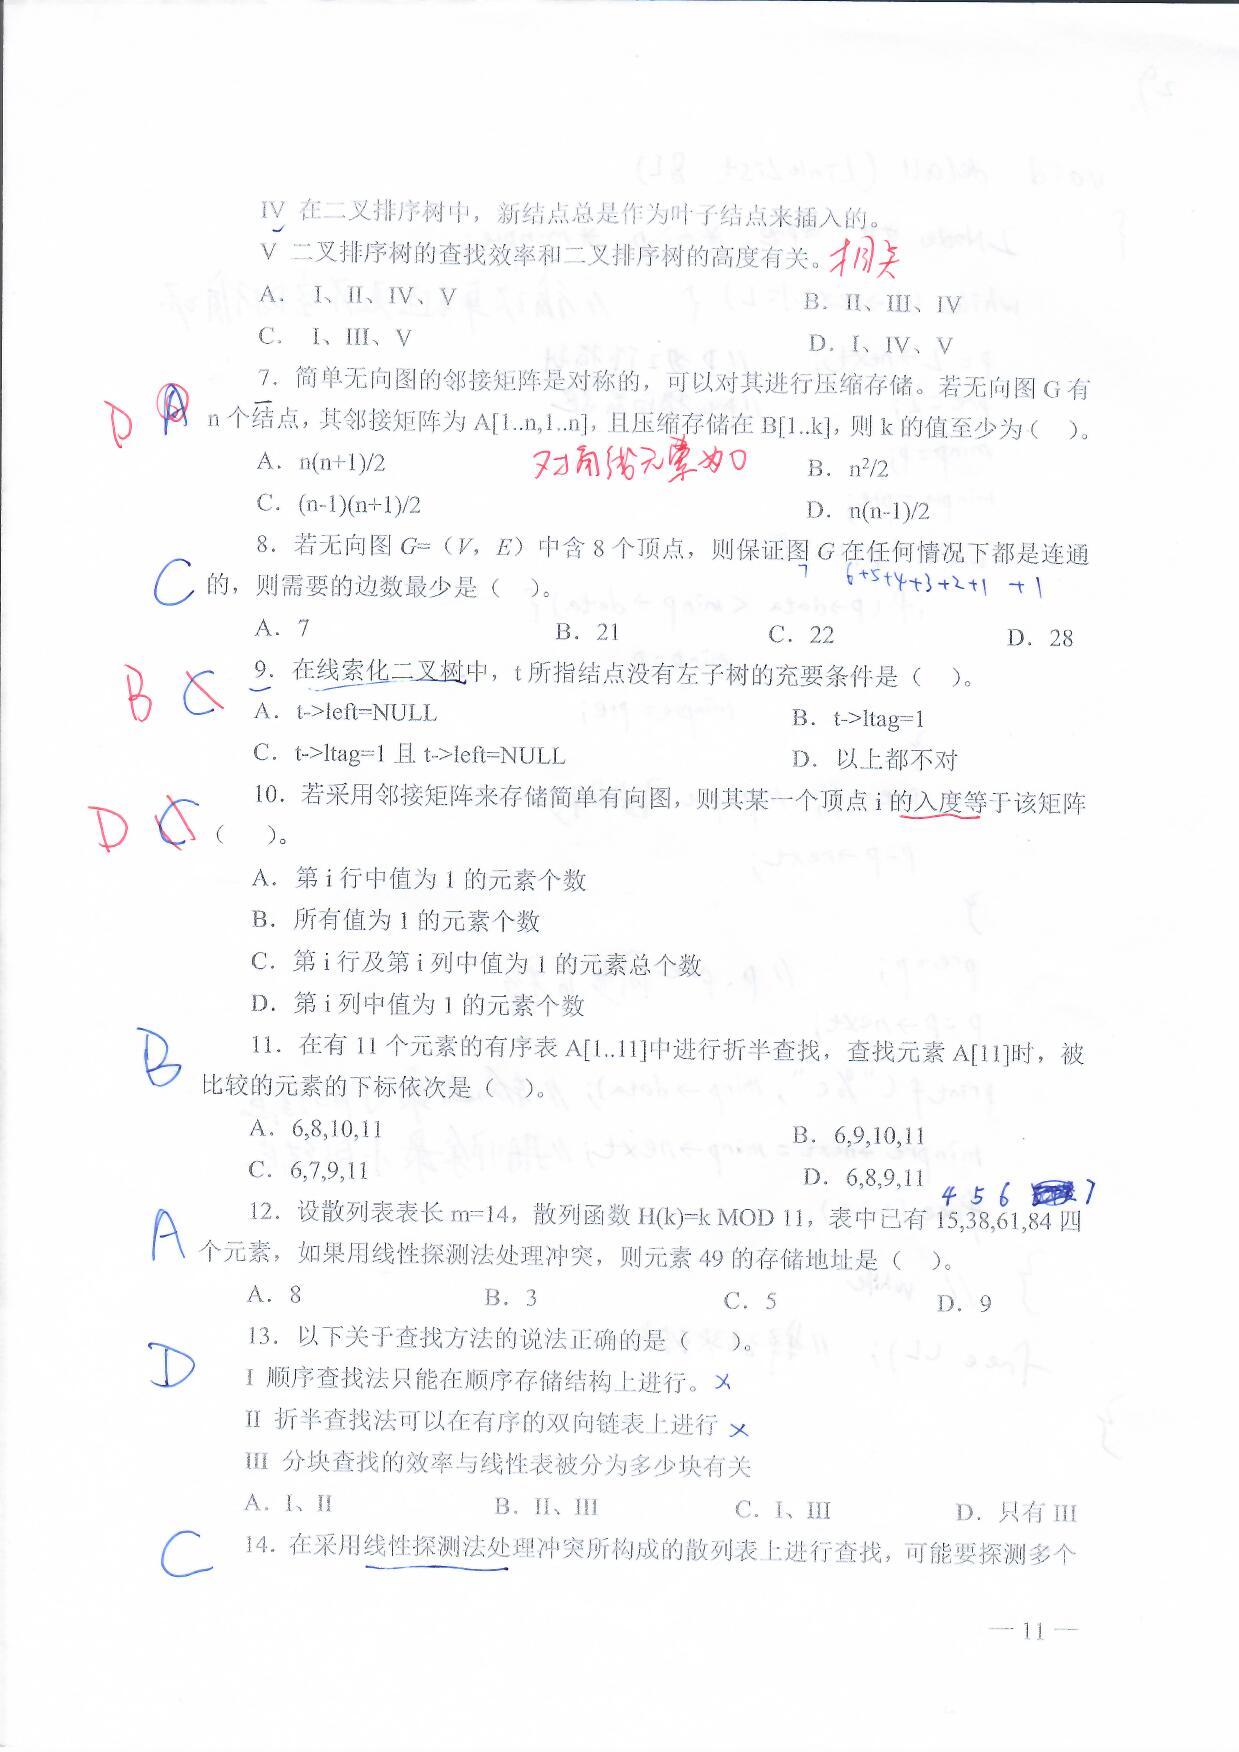 IV 在二叉排序树中，新结点总是作为叶子结点来插入的。
V 二叉排序树的查找效率和二叉排序树的高度有关。相关
A． I、II、IV、V B．II、III、IV
C． I、III、V D．I、IV、V
7．简单无向图的邻接矩阵是对称的，可以对其进行压缩存储。若无向图 G 有
D A n 个结点，其邻接矩阵为 A[1..n,1..n]，且压缩存储在 B[1..k]，则 k 的值至少为（ ）。
A．n(n+1)/2 对角线元素为0 B．n²/2
C．(n-1)(n+1)/2 D．n(n-1)/2
8．若无向图 G=（V，E）中含 8 个顶点，则保证图 G 在任何情况下都是连通
C 的，则需要的边数最少是（ ）。 7 6+5+4+3+2+1 +1
A．7 B．21 C．22 D．28
B C 9．在线索化二叉树中，t 所指结点没有左子树的充要条件是（ ）。
A．t->left=NULL B．t->ltag=1
C．t->ltag=1 且 t->left=NULL D．以上都不对
10．若采用邻接矩阵来存储简单有向图，则其某一个顶点 i 的入度等于该矩阵
D C （ ）。
A．第 i 行中值为 1 的元素个数
B．所有值为 1 的元素个数
C．第 i 行及第 i 列中值为 1 的元素总个数
D．第 i 列中值为 1 的元素个数
B 11．在有 11 个元素的有序表 A[1..11]中进行折半查找，查找元素 A[11]时，被
比较的元素的下标依次是（ ）。
A．6,8,10,11 B．6,9,10,11
C．6,7,9,11 D．6,8,9,11
4 5 6 7
A 12．设散列表表长 m=14，散列函数 H(k)=k MOD 11，表中已有 15,38,61,84 四
个元素，如果用线性探测法处理冲突，则元素 49 的存储地址是（ ）。
A．8 B．3 C．5 D．9
D 13．以下关于查找方法的说法正确的是（ ）。
I 顺序查找法只能在顺序存储结构上进行。×
II 折半查找法可以在有序的双向链表上进行 ×
III 分块查找的效率与线性表被分为多少块有关
A．I、II B．II、III C．I、III D．只有 III
C 14．在采用线性探测法处理冲突所构成的散列表上进行查找，可能要探测多个
— 11 —